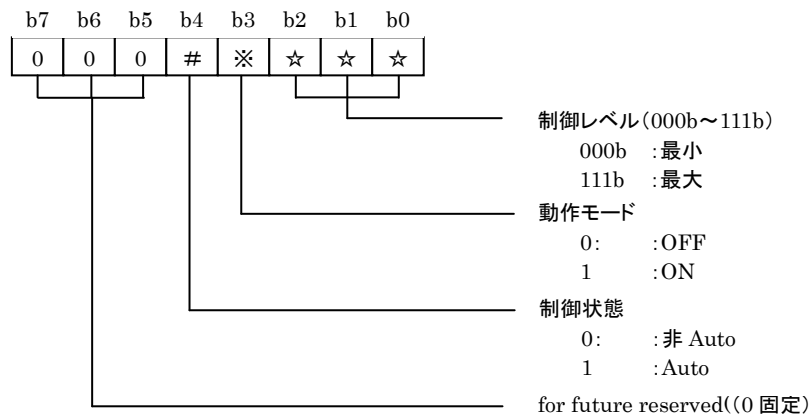 b7 b6 b5 b4 b3 b2 b1 b0
0 0 0 # ※ ☆ ☆ ☆
制御レベル(000b～111b)
000b :最小
111b :最大
動作モード
0: :OFF
1 :ON
制御状態
0: :非 Auto
1 :Auto
for future reserved((0 固定)